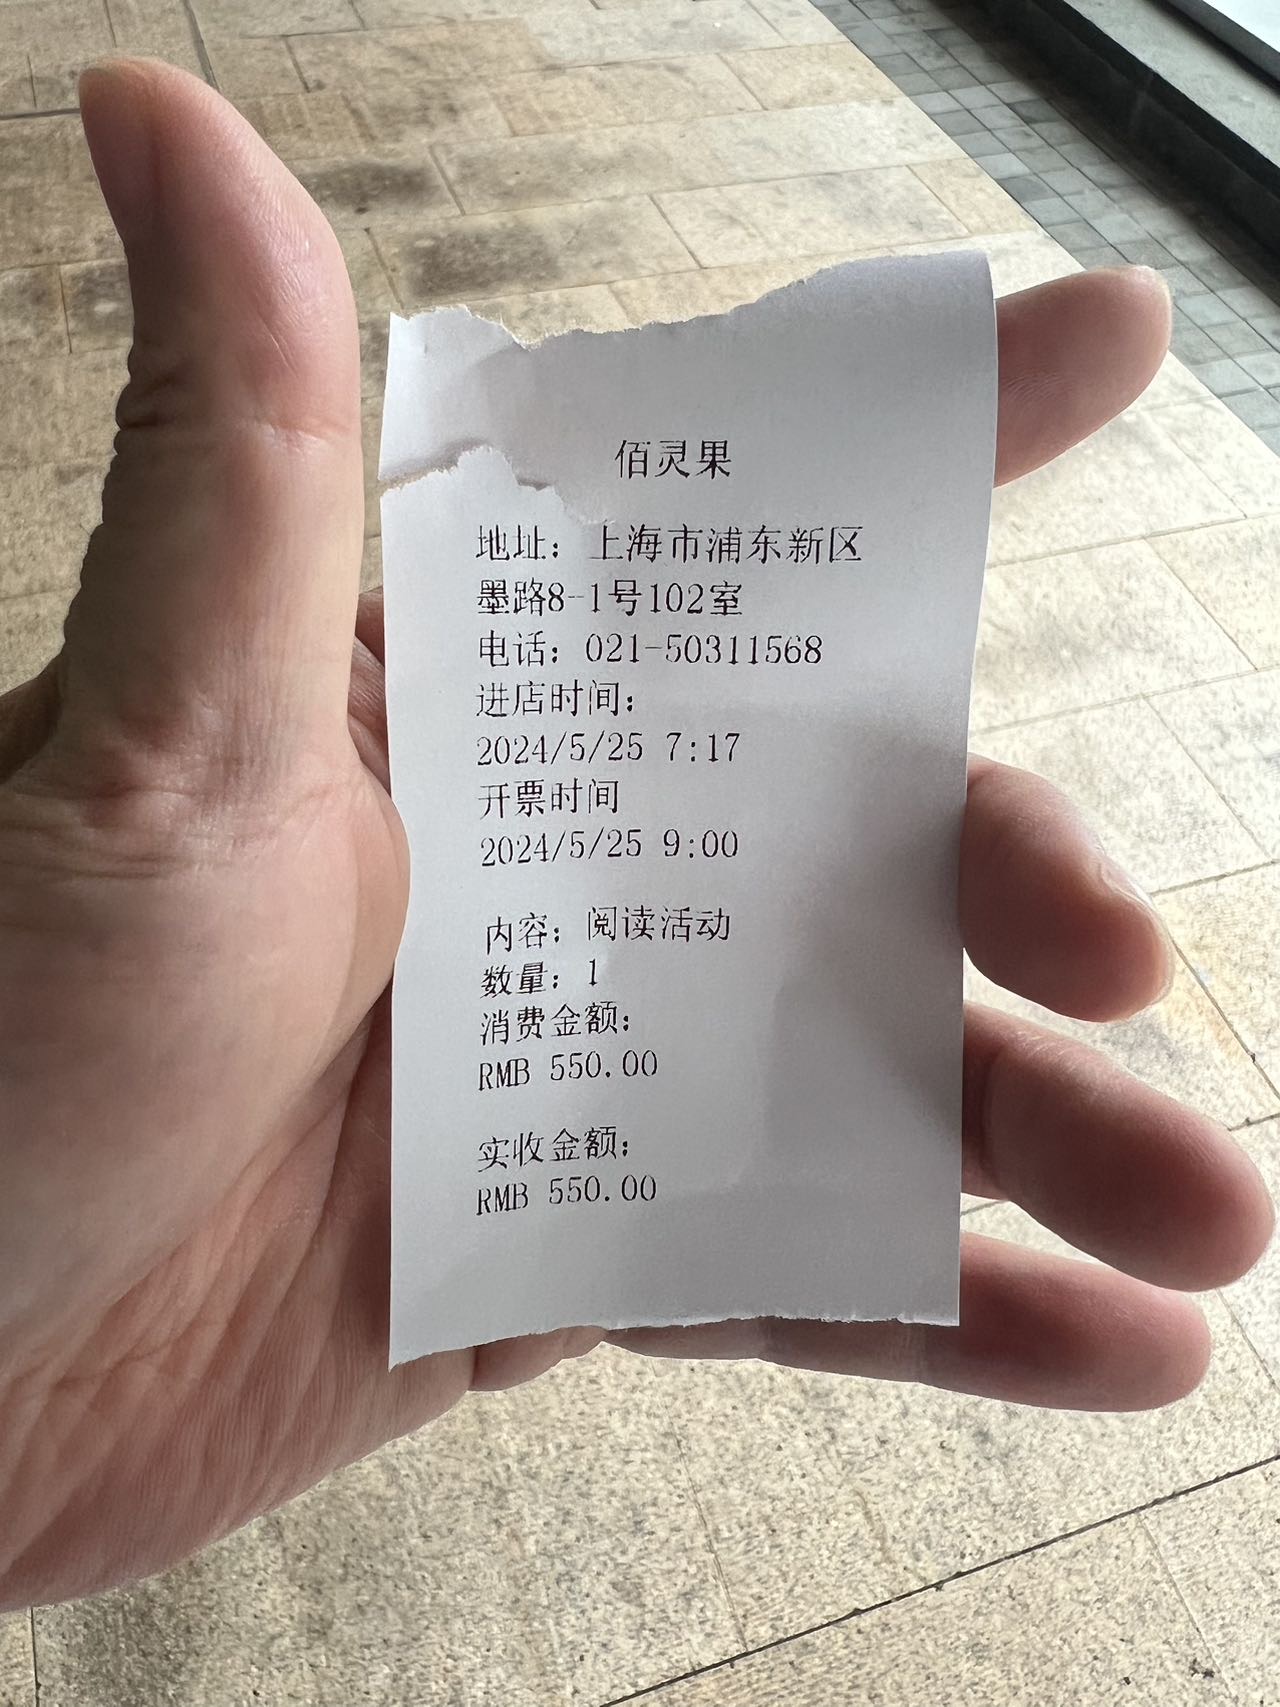 佰灵果
地址：上海市浦东新区
墨路8-1号102室
电话：021-50311568
进店时间：
2024/5/25 7:17
开票时间
2024/5/25 9:00
内容：阅读活动
数量：1
消费金额：
RMB 550.00
实收金额：
RMB 550.00